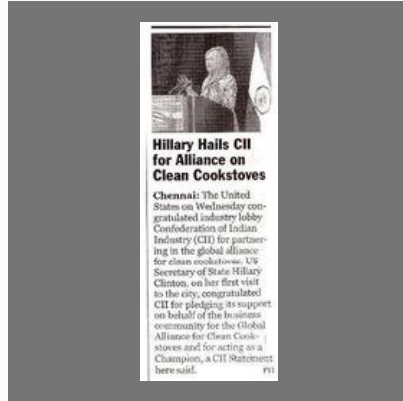 Hillary Hails CII
for Alliance on
Clean Cookstoves
Chennai: The United
States on Wednesday con-
gratulated industry lobby
Confederation of Indian
Industry (CII) for partner-
ing in the global alliance
for clean cookstoves. US
Secretary of State Hillary
Clinton, on her first visit
to the city, congratulated
CII for pledging its support
on behalf of the business
community for the Global
Alliance for Clean Cook-
stoves and for acting as a
Champion, a CII Statement
here said. PTI